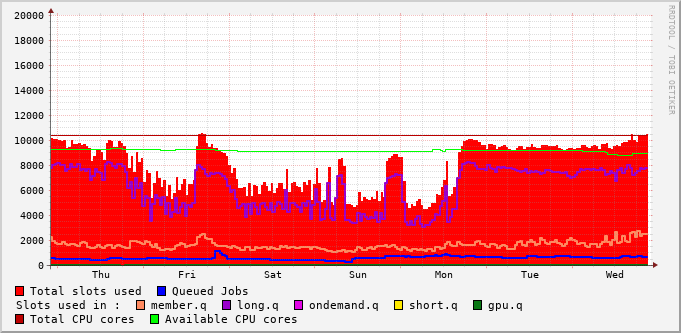 RRDTOOL / TOBI OETIKER
20000
18000
16000
14000
12000
10000
8000
6000
4000
2000
0
Thu Fri Sat Sun Mon Tue Wed
Total slots used Queued Jobs
Slots used in : member.q long.q ondemand.q short.q gpu.q
Total CPU cores Available CPU cores